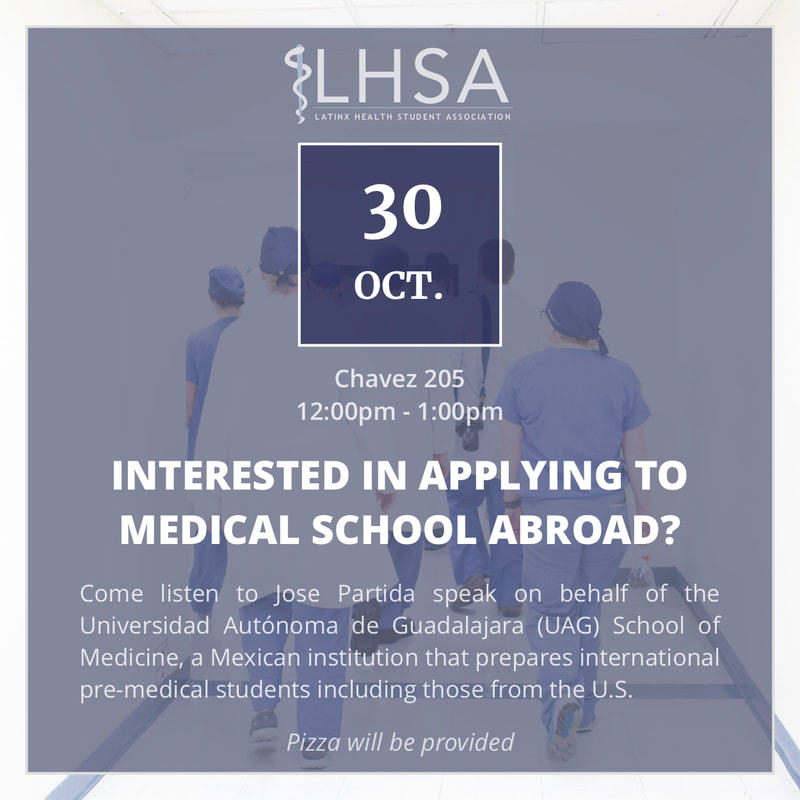 LHSA
LATINX HEALTH STUDENT ASSOCIATION
30
OCT.
Chavez 205
12:00pm - 1:00pm
INTERESTED IN APPLYING TO
MEDICAL SCHOOL ABROAD?
Come listen to Jose Partida speak on behalf of the
Universidad Autónoma de Guadalajara (UAG) School of
Medicine, a Mexican institution that prepares international
pre-medical students including those from the U.S.
Pizza will be provided